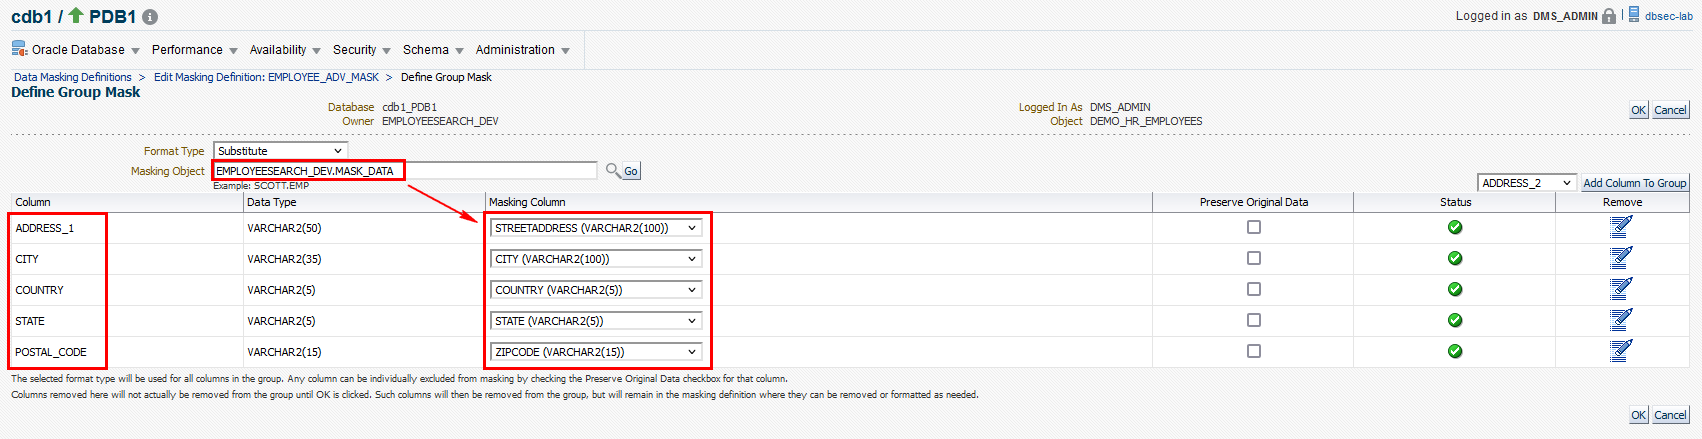 cdb1 / PDB1
Logged in as DMS_ADMIN | dbsec-lab
Oracle Database Performance Availability Security Schema Administration
Data Masking Definitions > Edit Masking Definition: EMPLOYEE_ADV_MASK > Define Group Mask
Define Group Mask
Database cdb1_PDB1 Logged In As DMS_ADMIN OK Cancel
Owner EMPLOYEESEARCH_DEV Object DEMO_HR_EMPLOYEES
Format Type Substitute
Masking Object EMPLOYEESEARCH_DEV.MASK_DATA Go
Example: SCOTT.EMP
ADDRESS_2 Add Column To Group
Column Data Type Masking Column Preserve Original Data Status Remove
ADDRESS_1 VARCHAR2(50) STREETADDRESS (VARCHAR2(100))
CITY VARCHAR2(35) CITY (VARCHAR2(100))
COUNTRY VARCHAR2(5) COUNTRY (VARCHAR2(5))
STATE VARCHAR2(5) STATE (VARCHAR2(5))
POSTAL_CODE VARCHAR2(15) ZIPCODE (VARCHAR2(15))
The selected format type will be used for all columns in the group. Any column can be individually excluded from masking by checking the Preserve Original Data checkbox for that column.
Columns removed here will not actually be removed from the group until OK is clicked. Such columns will then be removed from the group, but will remain in the masking definition where they can be removed or formatted as needed.
OK Cancel